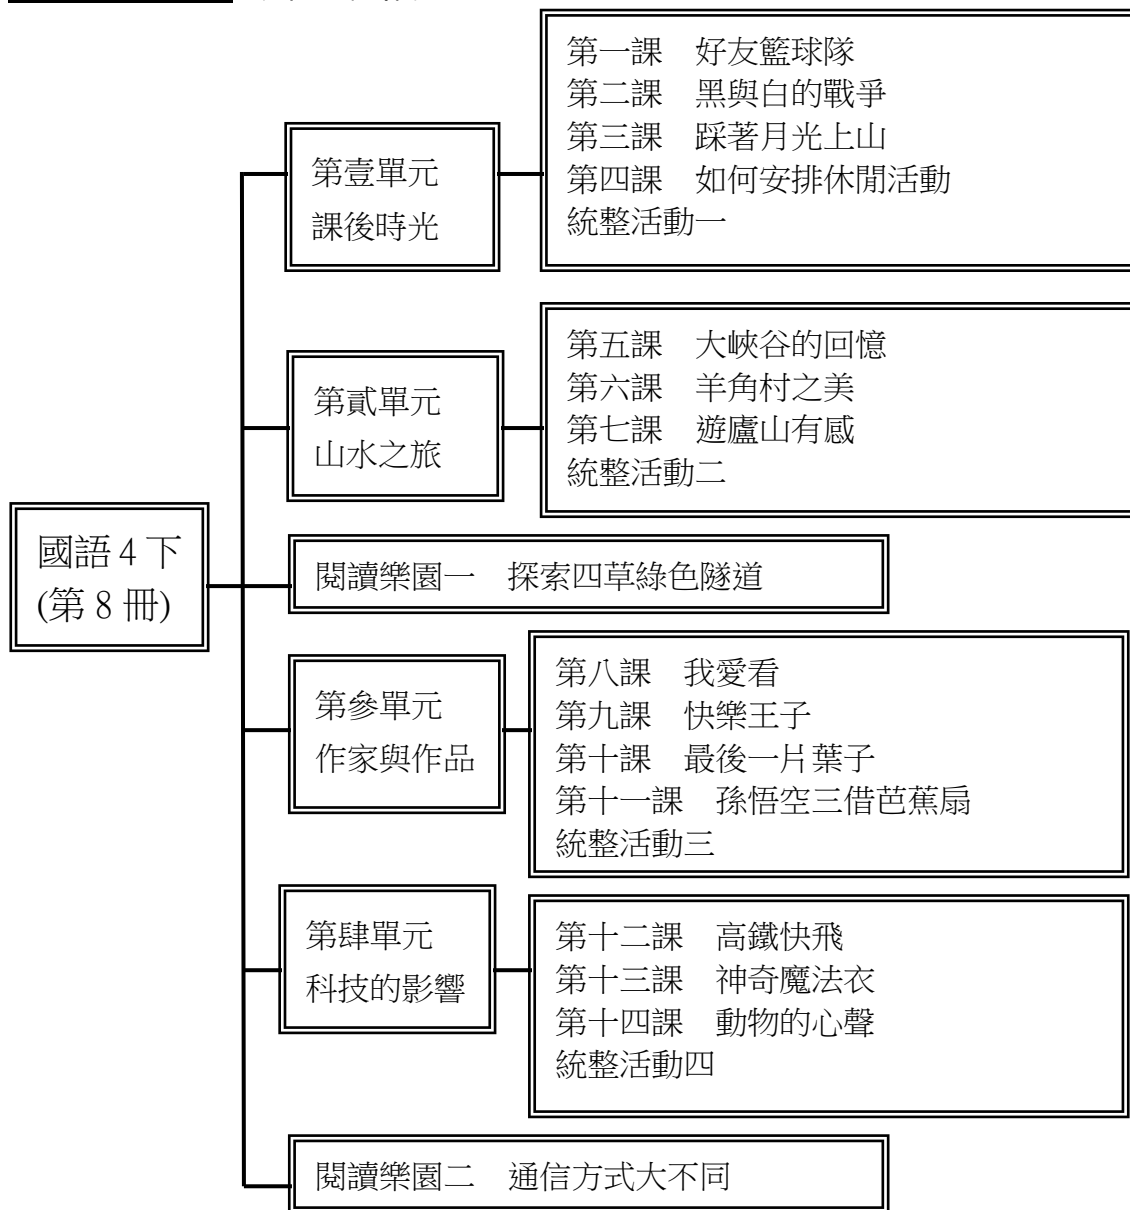 第壹單元
課後時光
第一課　好友籃球隊
第二課　黑與白的戰爭
第三課　踩著月光上山
第四課　如何安排休閒活動
統整活動一
第貳單元
山水之旅
第五課　大峽谷的回憶
第六課　羊角村之美
第七課　遊廬山有感
統整活動二
國語 4 下
(第 8 冊)
閱讀樂園一　探索四草綠色隧道
第參單元
作家與作品
第八課　我愛看
第九課　快樂王子
第十課　最後一片葉子
第十一課　孫悟空三借芭蕉扇
統整活動三
第肆單元
科技的影響
第十二課　高鐵快飛
第十三課　神奇魔法衣
第十四課　動物的心聲
統整活動四
閱讀樂園二　通信方式大不同